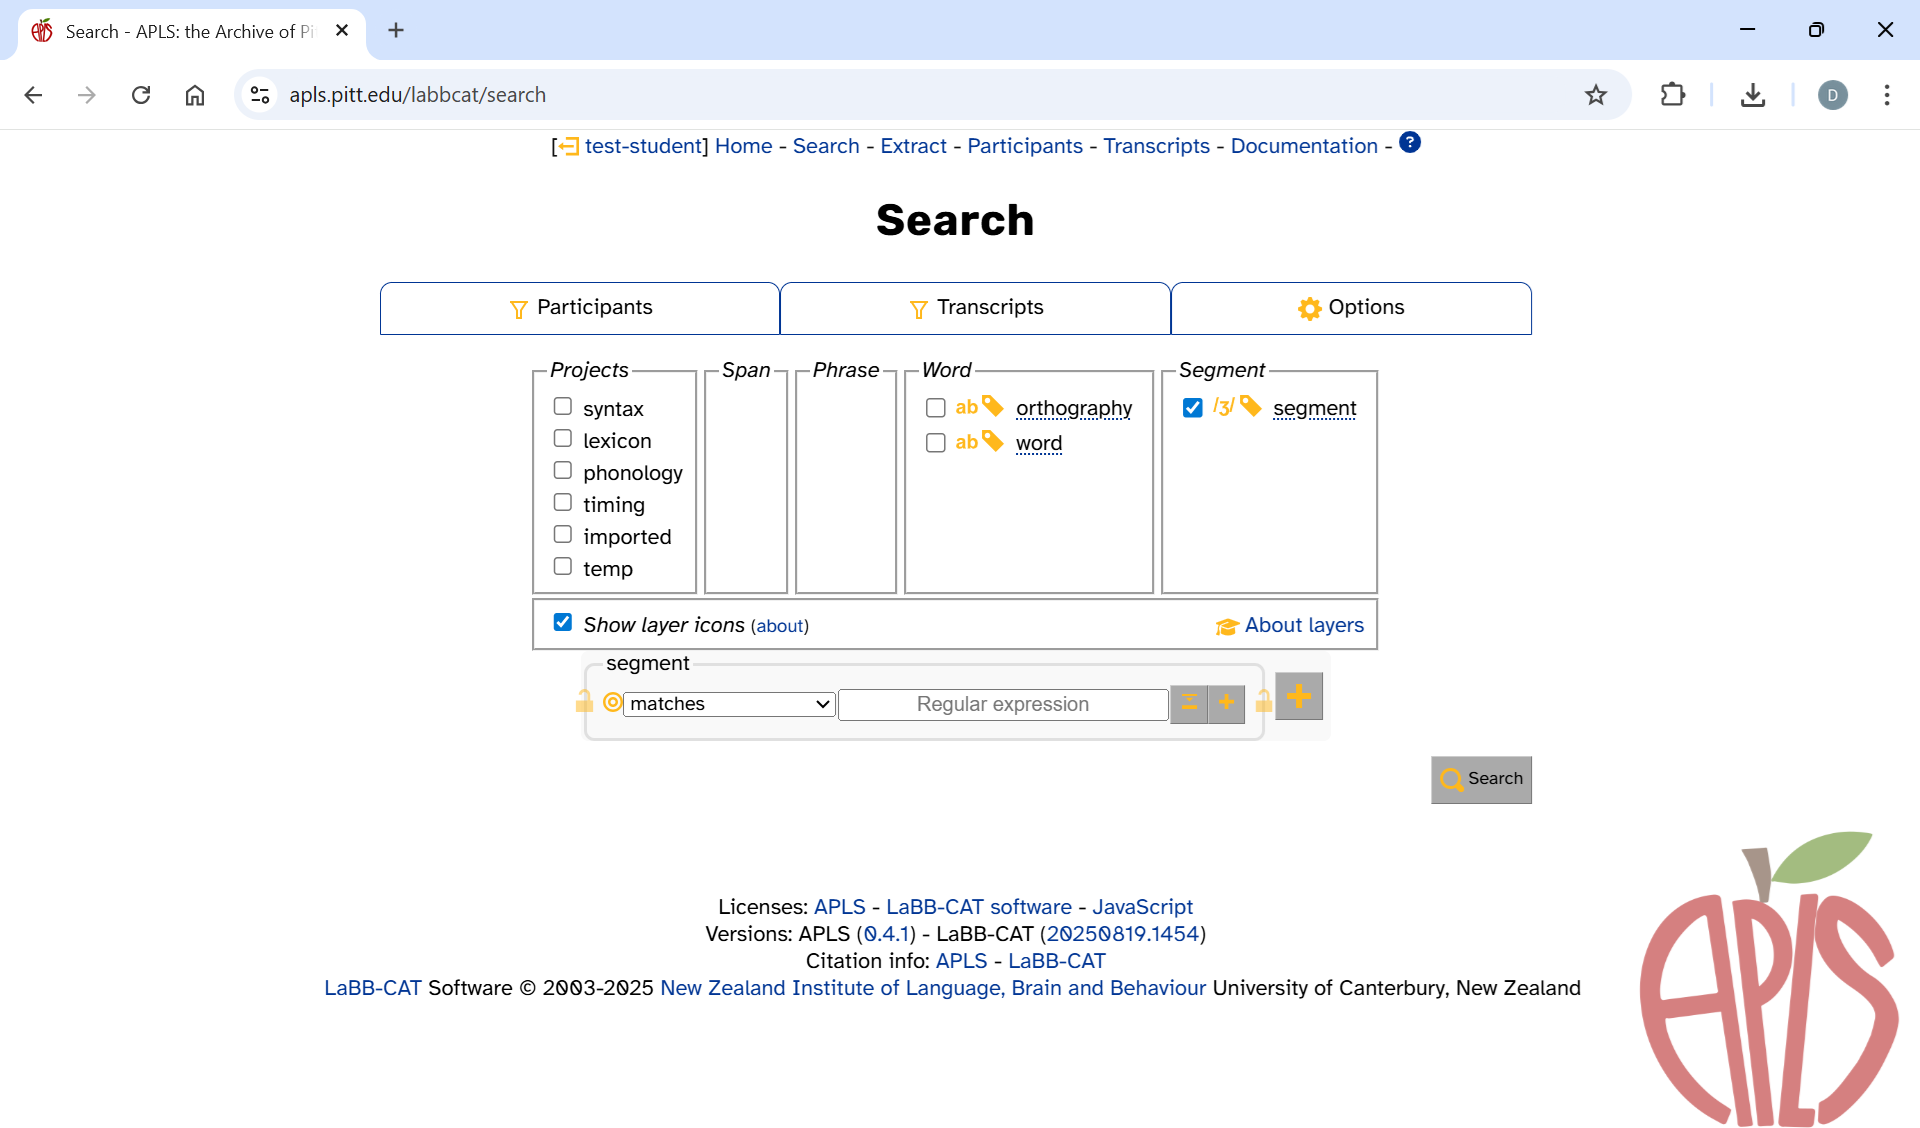 Search - APLS: the Archive of Pi
apls.pitt.edu/labbcat/search
D
[test-student] Home - Search - Extract - Participants - Transcripts - Documentation - ?
Search
Participants
Transcripts
Options
Projects
syntax
lexicon
phonology
timing
imported
temp
Span
Phrase
Word
ab orthography
ab word
Segment
/ʒ/ segment
Show layer icons (about)
About layers
segment
matches
Regular expression
Search
Licenses: APLS - LaBB-CAT software - JavaScript
Versions: APLS (0.4.1) - LaBB-CAT (20250819.1454)
Citation info: APLS - LaBB-CAT
LaBB-CAT Software © 2003-2025 New Zealand Institute of Language, Brain and Behaviour University of Canterbury, New Zealand
APLS